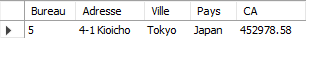 Bureau Adresse Ville Pays CA
5 4-1 Kioicho Tokyo Japan 452978.58